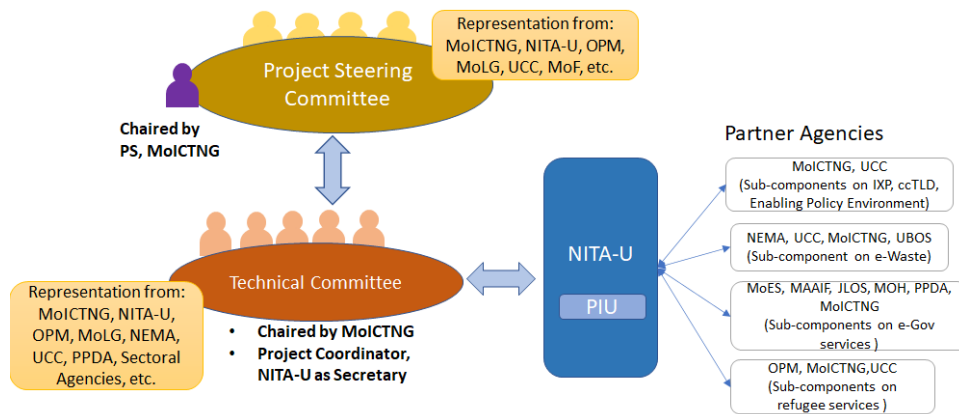 Representation from:
MoICTNG, NITA-U, OPM,
MoLG, UCC, MoF, etc.
Project Steering
Committee
Chaired by
PS, MoICTNG
Technical Committee
Representation from:
MoICTNG, NITA-U,
OPM, MoLG, NEMA,
UCC, PPDA, Sectoral
Agencies, etc.
• Chaired by MoICTNG
• Project Coordinator,
NITA-U as Secretary
NITA-U
PIU
Partner Agencies
MoICTNG, UCC
(Sub-components on IXP, ccTLD,
Enabling Policy Environment)
NEMA, UCC, MoICTNG, UBOS
(Sub-component on e-Waste)
MoES, MAAIF, JLOS, MOH, PPDA,
MoICTNG
(Sub-components on e-Gov
services )
OPM, MoICTNG,UCC
(Sub-components on
refugee services )